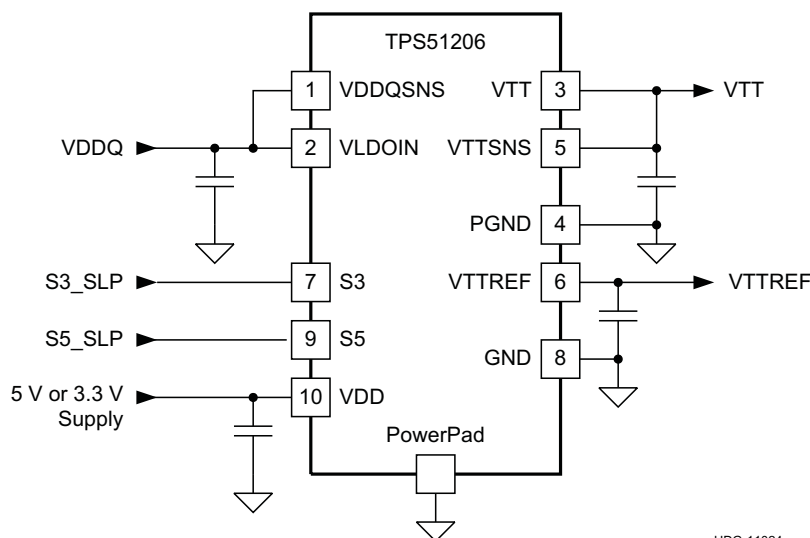 TPS51206
1 VDDQSNS VTT 3 VTT
VDDQ 2 VLDOIN VTTSNS 5
PGND 4
S3_SLP 7 S3 VTTREF 6 VTTREF
S5_SLP 9 S5
GND 8
5 V or 3.3 V
Supply
10 VDD
PowerPad